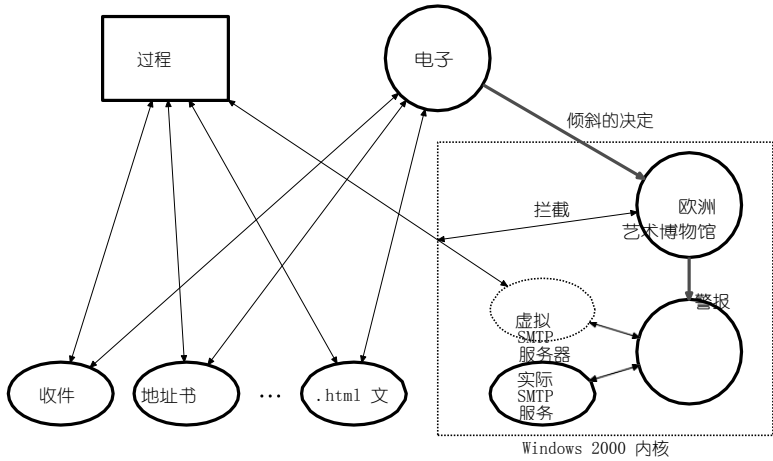 过程
电子
倾斜的决定
拦截
欧洲
艺术博物馆
警报
虚拟
SMTP
服务器
实际
SMTP
服务
收件
地址书
...
.html 文
Windows 2000 内核